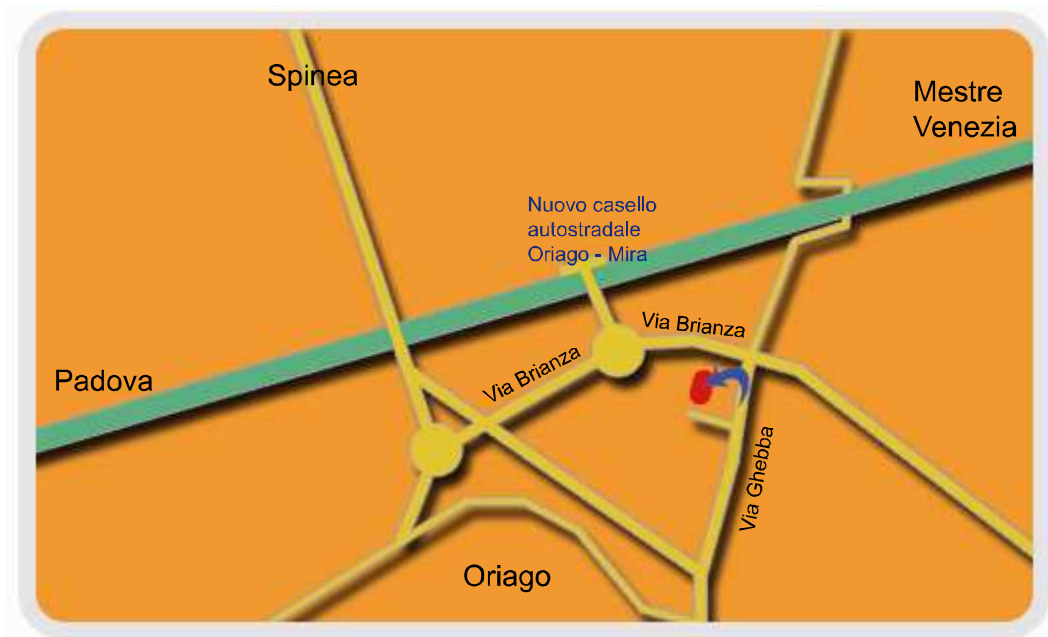 Spinea
Mestre
Venezia
Nuovo casello
autostradale
Oriago - Mira
Via Brianza
Via Brianza
Padova
Via Ghebba
Oriago